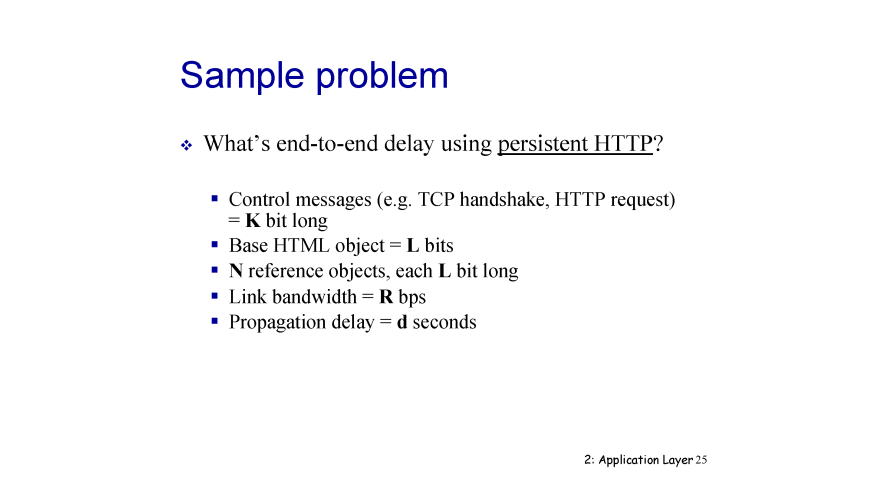 Sample problem
❖ What's end-to-end delay using persistent HTTP?
▪ Control messages (e.g. TCP handshake, HTTP request)
= K bit long
▪ Base HTML object = L bits
▪ N reference objects, each L bit long
▪ Link bandwidth = R bps
▪ Propagation delay = d seconds
2: Application Layer 25